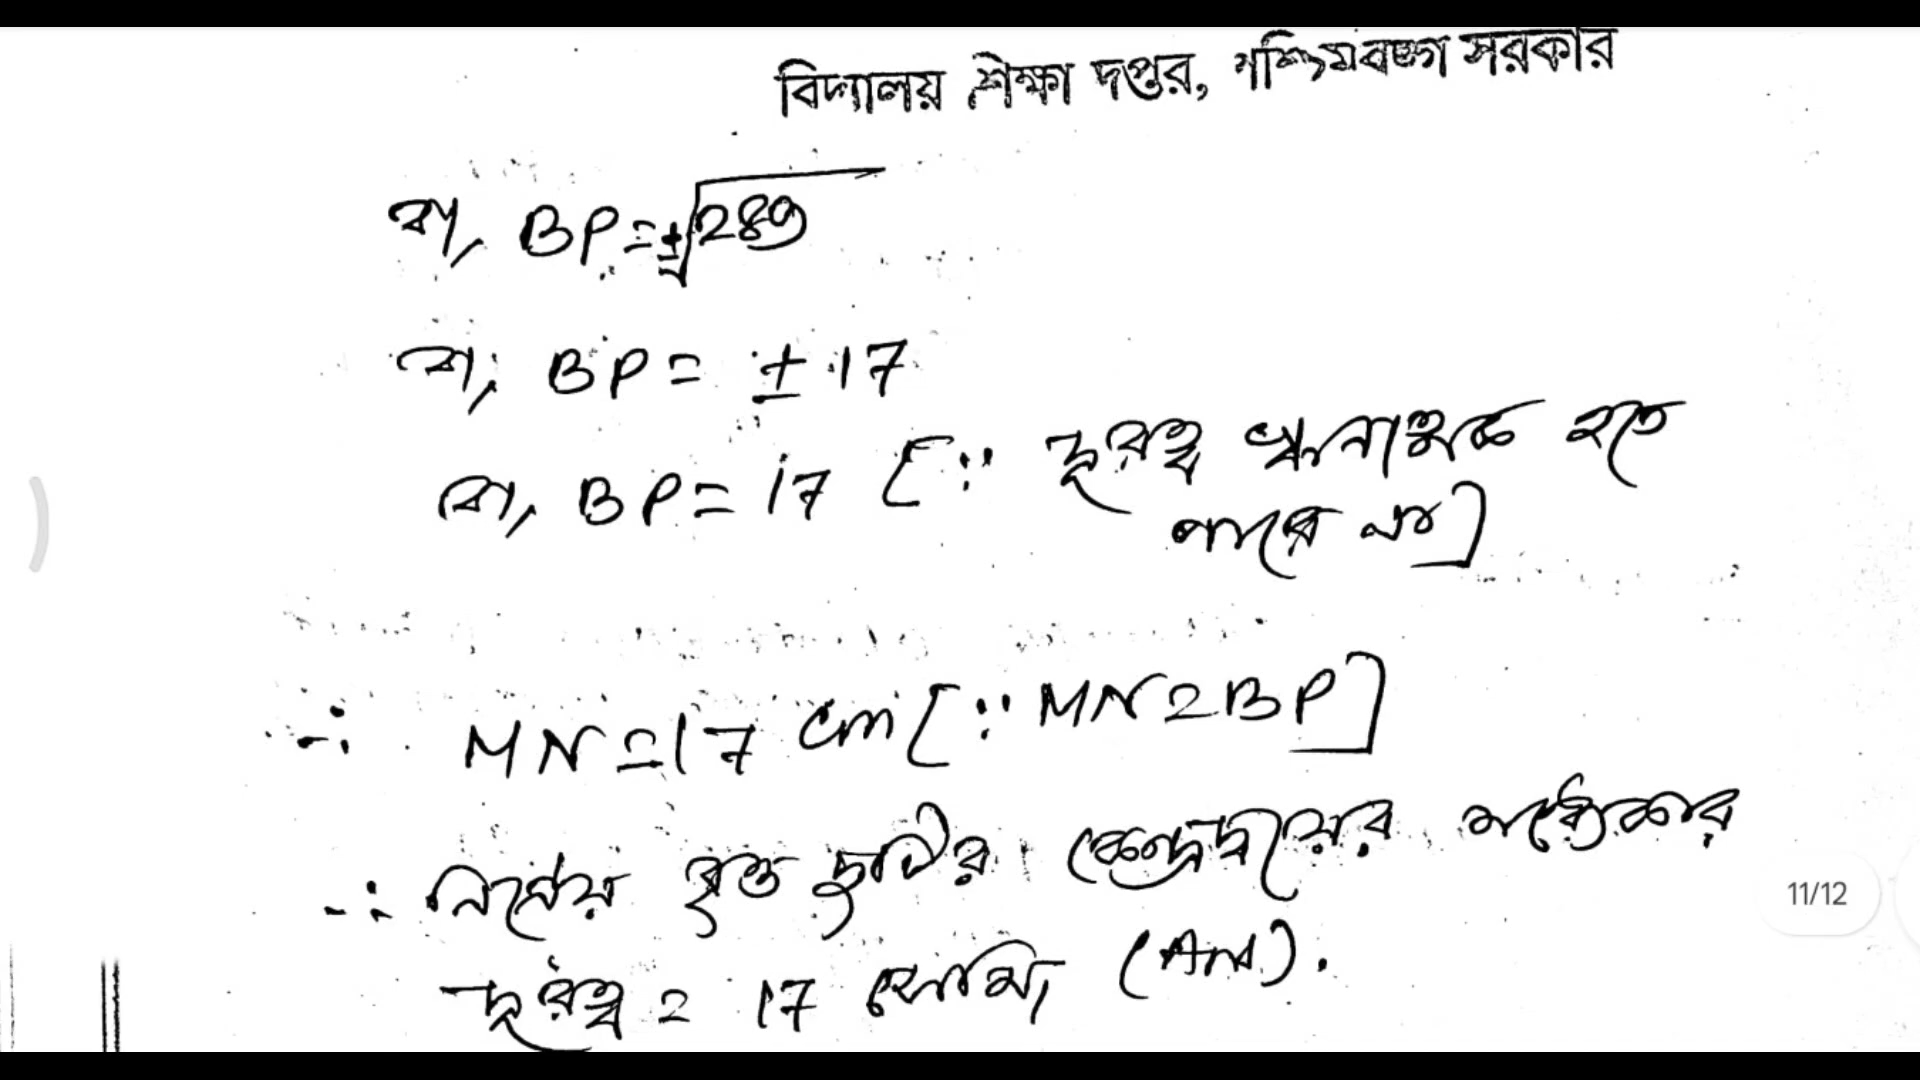 বিদ্যালয় শিক্ষা দপ্তর, পশ্চিমবঙ্গ সরকার
বা, BP = ±√289
বা, BP = ± 17
বা, BP = 17 [∵ দূরত্ব ঋনাত্মক হতে
পারে না]
∴ MN = 17 cm [∵ MN = BP]
∴ নির্ণেয় বৃত্ত দুটির কেন্দ্রদ্বয়ের মধ্যেকার
11/12
দূরত্ব = 17 সেমি (Ans).